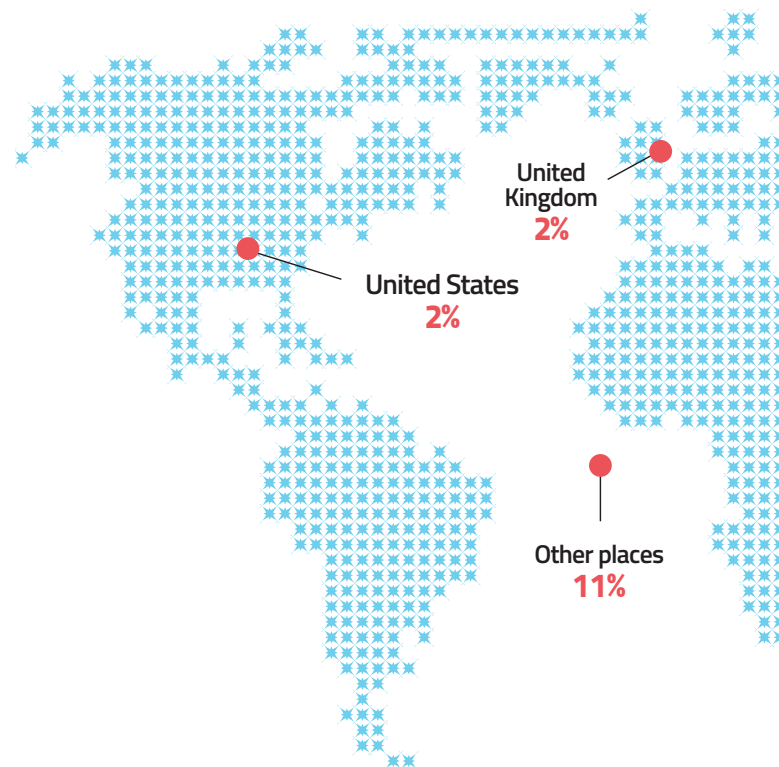 United
Kingdom
2%
United States
2%
Other places
11%